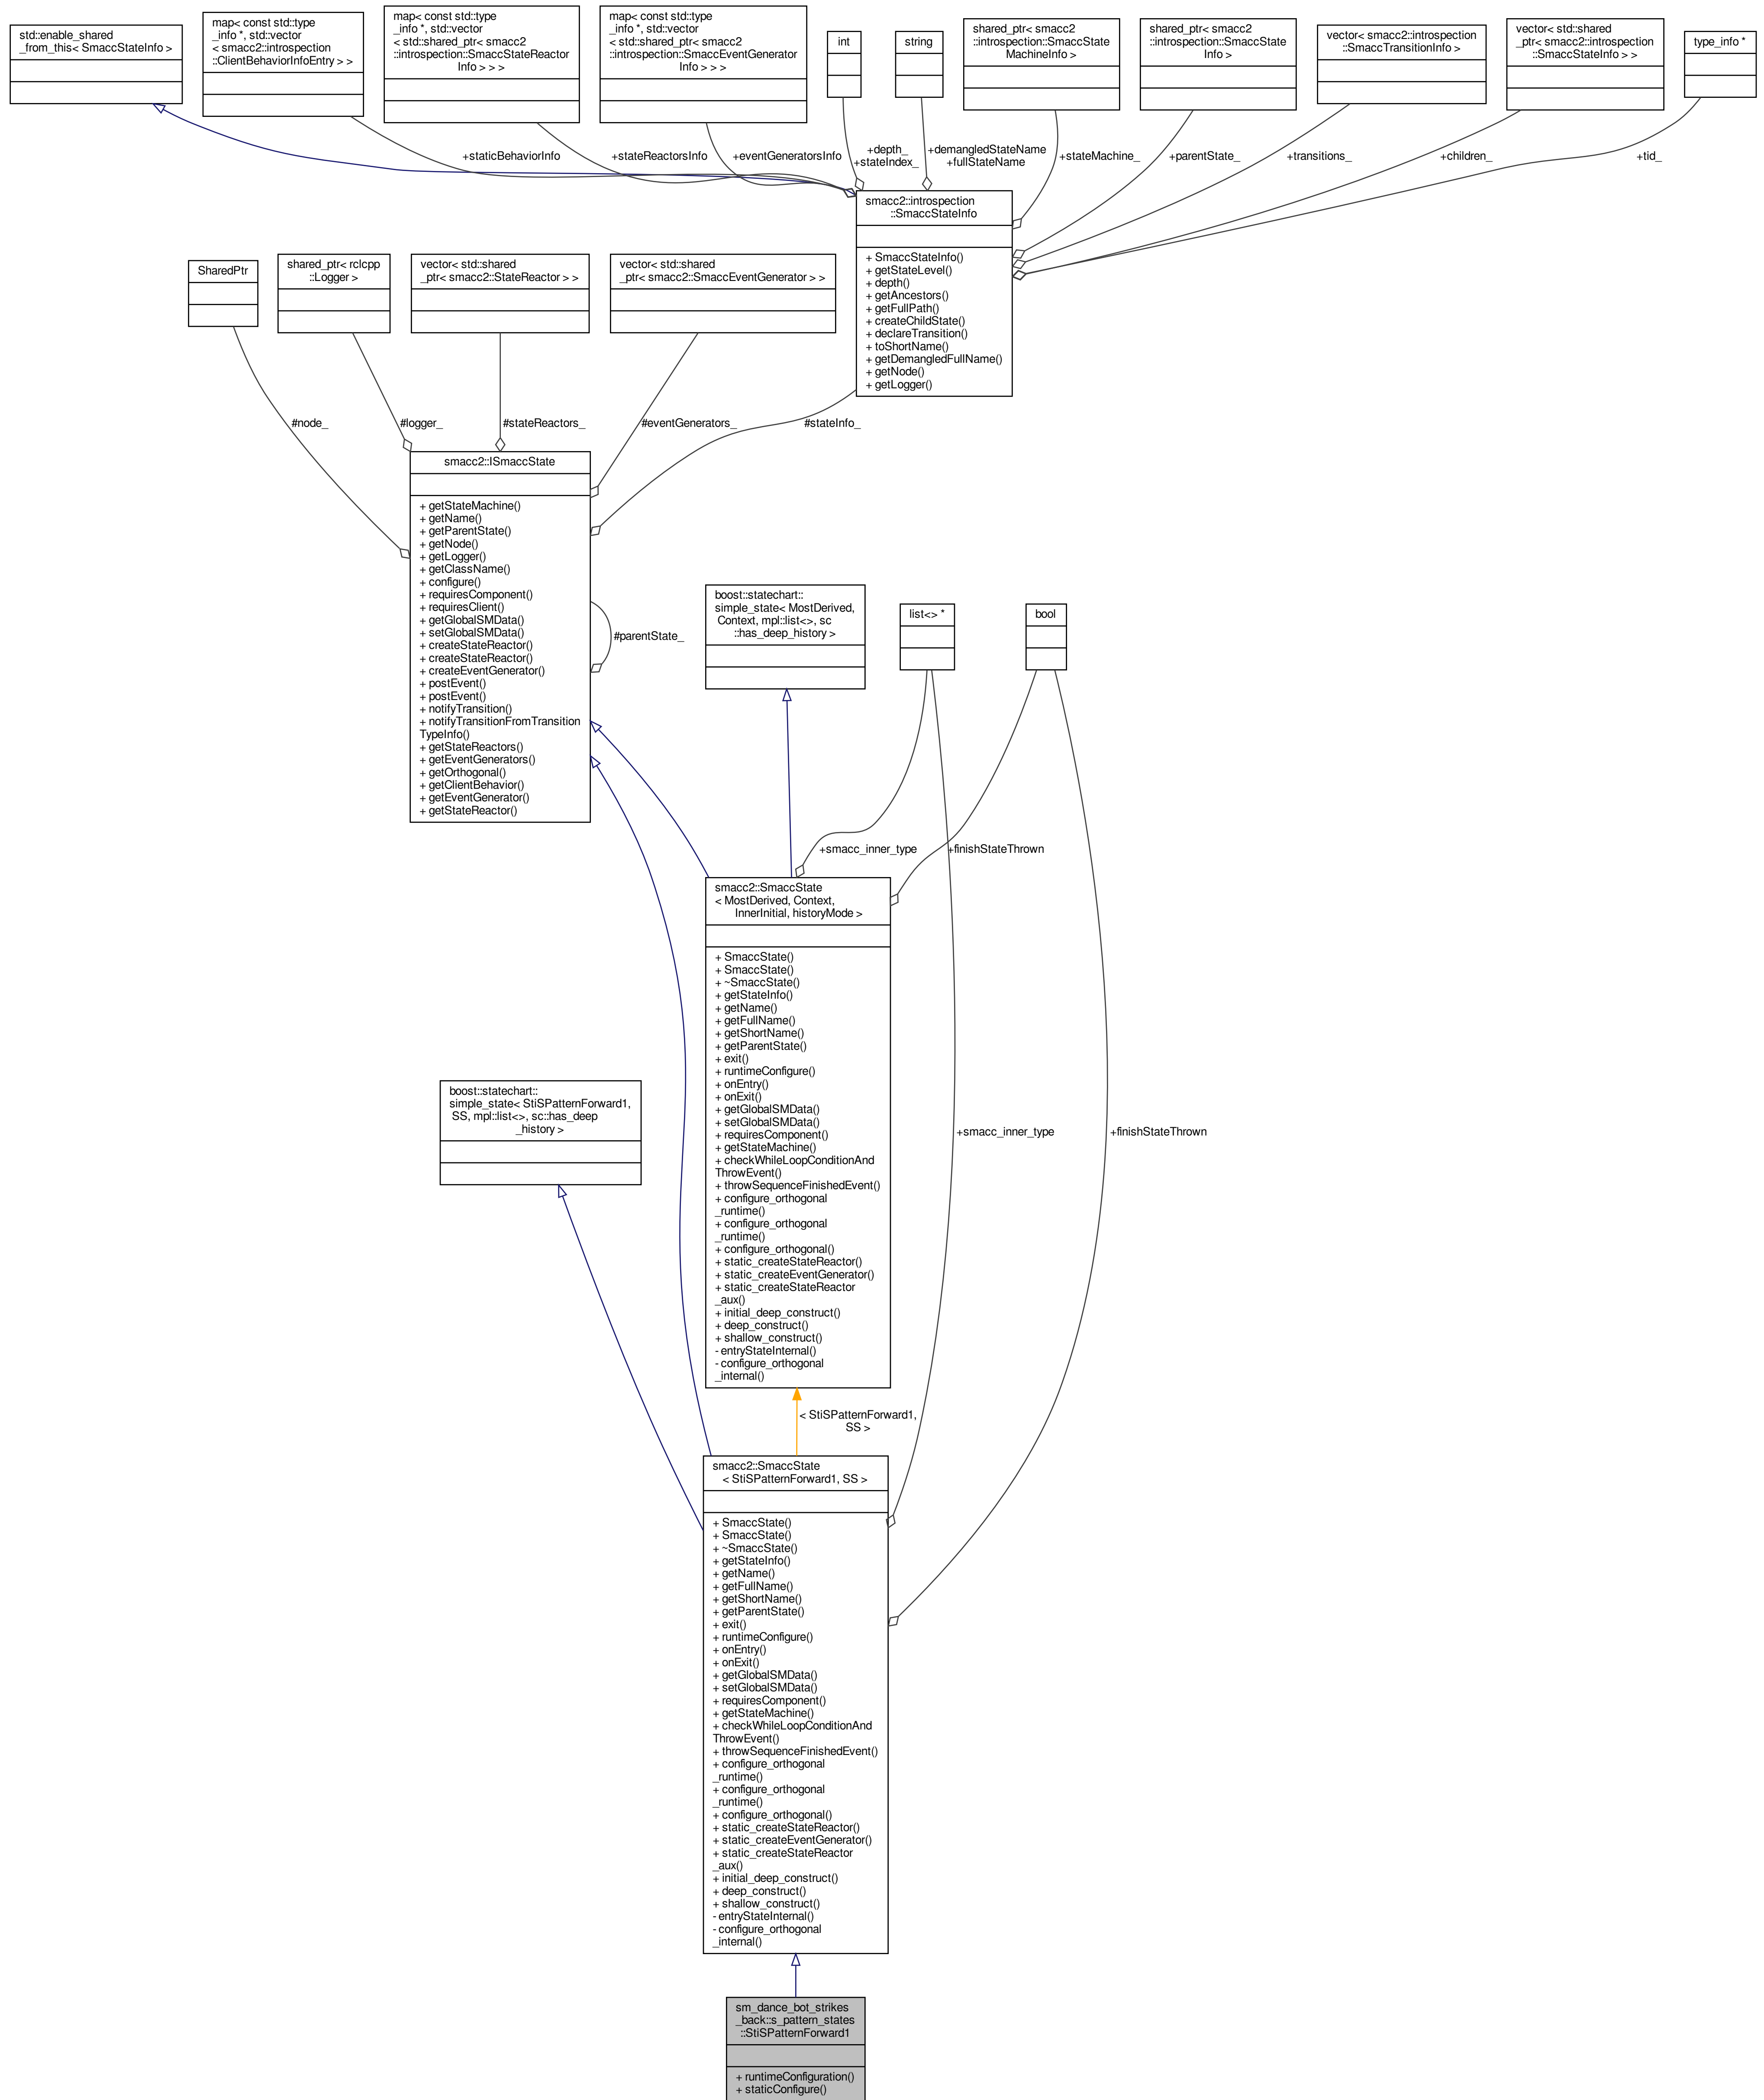 std::enable_shared
_from_this< SmaccStateInfo >
map< const std::type
_info *, std::vector
< smacc2::introspection
::ClientBehaviorInfoEntry > >
map< const std::type
_info *, std::vector
< std::shared_ptr< smacc2
::introspection::SmaccStateReactor
Info > > >
map< const std::type
_info *, std::vector
< std::shared_ptr< smacc2
::introspection::SmaccEventGenerator
Info > > >
int
string
shared_ptr< smacc2
::introspection::SmaccState
MachineInfo >
shared_ptr< smacc2
::introspection::SmaccState
Info >
vector< smacc2::introspection
::SmaccTransitionInfo >
vector< std::shared
_ptr< smacc2::introspection
::SmaccStateInfo > >
type_info *
+staticBehaviorInfo
+stateReactorsInfo
+eventGeneratorsInfo
+depth_
+stateIndex_
+demangledStateName
+fullStateName
+stateMachine_
+parentState_
+transitions_
+children_
+tid_
smacc2::introspection
::SmaccStateInfo
+ SmaccStateInfo()
+ getStateLevel()
+ depth()
+ getAncestors()
+ getFullPath()
+ createChildState()
+ declareTransition()
+ toShortName()
+ getDemangledFullName()
+ getNode()
+ getLogger()
SharedPtr
shared_ptr< rclcpp
::Logger >
vector< std::shared
_ptr< smacc2::StateReactor > >
vector< std::shared
_ptr< smacc2::SmaccEventGenerator > >
#node_
#logger_
#stateReactors_
#eventGenerators_
#stateInfo_
smacc2::ISmaccState
+ getStateMachine()
+ getName()
+ getParentState()
+ getNode()
+ getLogger()
+ getClassName()
+ configure()
+ requiresComponent()
+ requiresClient()
+ getGlobalSMData()
+ setGlobalSMData()
+ createStateReactor()
+ createStateReactor()
+ createEventGenerator()
+ postEvent()
+ postEvent()
+ notifyTransition()
+ notifyTransitionFromTransition
TypeInfo()
+ getStateReactors()
+ getEventGenerators()
+ getOrthogonal()
+ getClientBehavior()
+ getEventGenerator()
+ getStateReactor()
#parentState_
boost::statechart::
simple_state< MostDerived,
Context, mpl::list<>, sc
::has_deep_history >
list<> *
bool
+smacc_inner_type
+finishStateThrown
smacc2::SmaccState
< MostDerived, Context,
InnerInitial, historyMode >
+ SmaccState()
+ SmaccState()
+ ~SmaccState()
+ getStateInfo()
+ getName()
+ getFullName()
+ getShortName()
+ getParentState()
+ exit()
+ runtimeConfigure()
+ onEntry()
+ onExit()
+ getGlobalSMData()
+ setGlobalSMData()
+ requiresComponent()
+ getStateMachine()
+ checkWhileLoopConditionAnd
ThrowEvent()
+ throwSequenceFinishedEvent()
+ configure_orthogonal
_runtime()
+ configure_orthogonal
_runtime()
+ configure_orthogonal()
+ static_createStateReactor()
+ static_createEventGenerator()
+ static_createStateReactor
_aux()
+ initial_deep_construct()
+ deep_construct()
+ shallow_construct()
- entryStateInternal()
- configure_orthogonal
_internal()
boost::statechart::
simple_state< StiSPatternForward1,
SS, mpl::list<>, sc::has_deep
_history >
+smacc_inner_type
+finishStateThrown
< StiSPatternForward1,
SS >
smacc2::SmaccState
< StiSPatternForward1, SS >
+ SmaccState()
+ SmaccState()
+ ~SmaccState()
+ getStateInfo()
+ getName()
+ getFullName()
+ getShortName()
+ getParentState()
+ exit()
+ runtimeConfigure()
+ onEntry()
+ onExit()
+ getGlobalSMData()
+ setGlobalSMData()
+ requiresComponent()
+ getStateMachine()
+ checkWhileLoopConditionAnd
ThrowEvent()
+ throwSequenceFinishedEvent()
+ configure_orthogonal
_runtime()
+ configure_orthogonal
_runtime()
+ configure_orthogonal()
+ static_createStateReactor()
+ static_createEventGenerator()
+ static_createStateReactor
_aux()
+ initial_deep_construct()
+ deep_construct()
+ shallow_construct()
- entryStateInternal()
- configure_orthogonal
_internal()
sm_dance_bot_strikes
_back::s_pattern_states
::StiSPatternForward1
+ runtimeConfiguration()
+ staticConfigure()